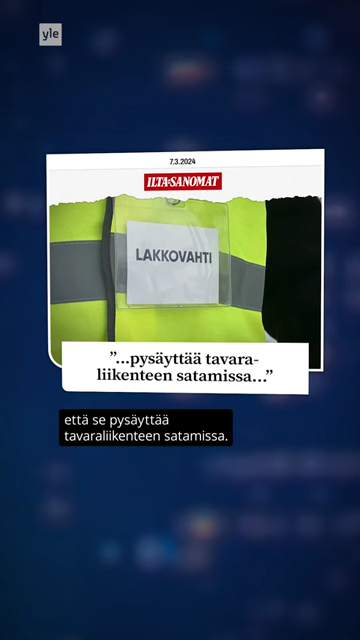 yle
7.3.2024
ILTA-SANOMAT
LAKKOVAHTI
”...pysäyttää tavara-
liikenteen satamissa...”
että se pysäyttää
tavaraliikenteen satamissa.